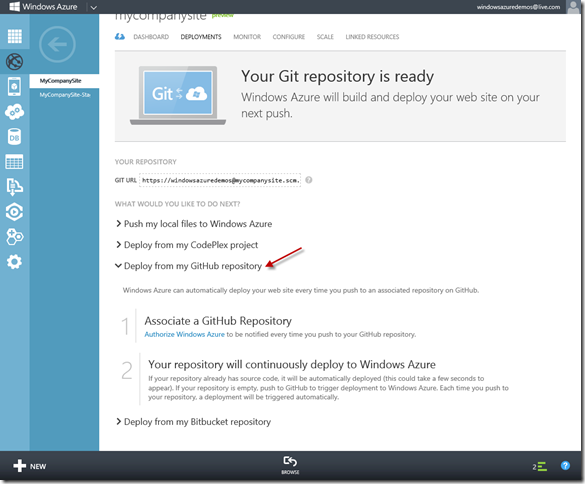 Windows Azure
windowsazuredemos@live.com
mycompanysite
preview
DASHBOARD DEPLOYMENTS MONITOR CONFIGURE SCALE LINKED RESOURCES
MyCompanySite
MyCompanySite-Sta
DB
Git
Your Git repository is ready
Windows Azure will build and deploy your web site on your
next push.
YOUR REPOSITORY
GIT URL https://windowsazuredemos@mycompanysite.scm. ?
WHAT WOULD YOU LIKE TO DO NEXT?
Push my local files to Windows Azure
Deploy from my CodePlex project
Deploy from my GitHub repository
Windows Azure can automatically deploy your web site every time you push to an associated repository on GitHub.
1 Associate a GitHub Repository
Authorize Windows Azure to be notified every time you push to your GitHub repository.
2 Your repository will continuously deploy to Windows Azure
If your repository already has source code, it will be automatically deployed (this could take a few seconds to
appear). If your repository is empty, push to GitHub to trigger deployment to Windows Azure. Each time you push to
your repository, a deployment will be triggered automatically.
Deploy from my Bitbucket repository
NEW
BROWSE
2
?